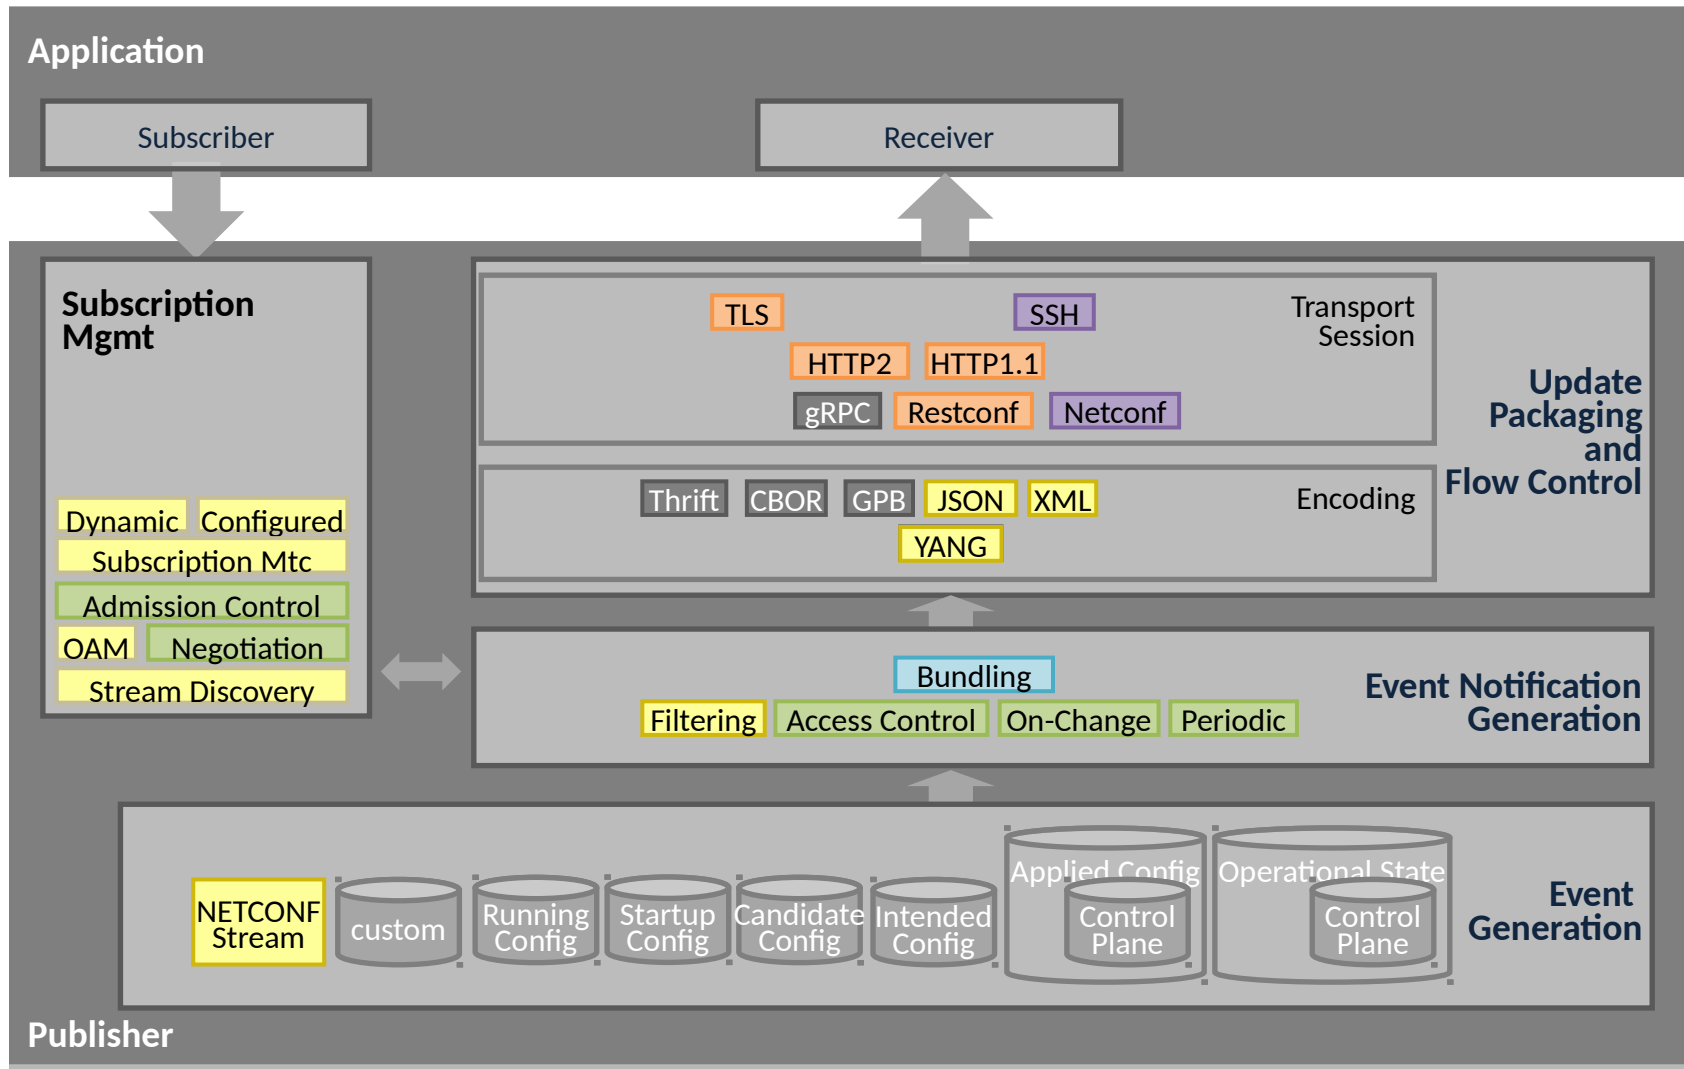 Application
Subscriber
Receiver
Subscription
Mgmt
Dynamic
Configured
Subscription Mtc
Admission Control
OAM
Negotiation
Stream Discovery
TLS
SSH
Transport
Session
HTTP2
HTTP1.1
gRPC
Restconf
Netconf
Thrift
CBOR
GPB
JSON
XML
Encoding
YANG
Update
Packaging
and
Flow Control
Bundling
Filtering
Access Control
On-Change
Periodic
Event Notification
Generation
NETCONF
Stream
custom
Running
Config
Startup
Config
Candidate
Config
Intended
Config
Applied Config
Control
Plane
Operational State
Control
Plane
Event
Generation
Publisher